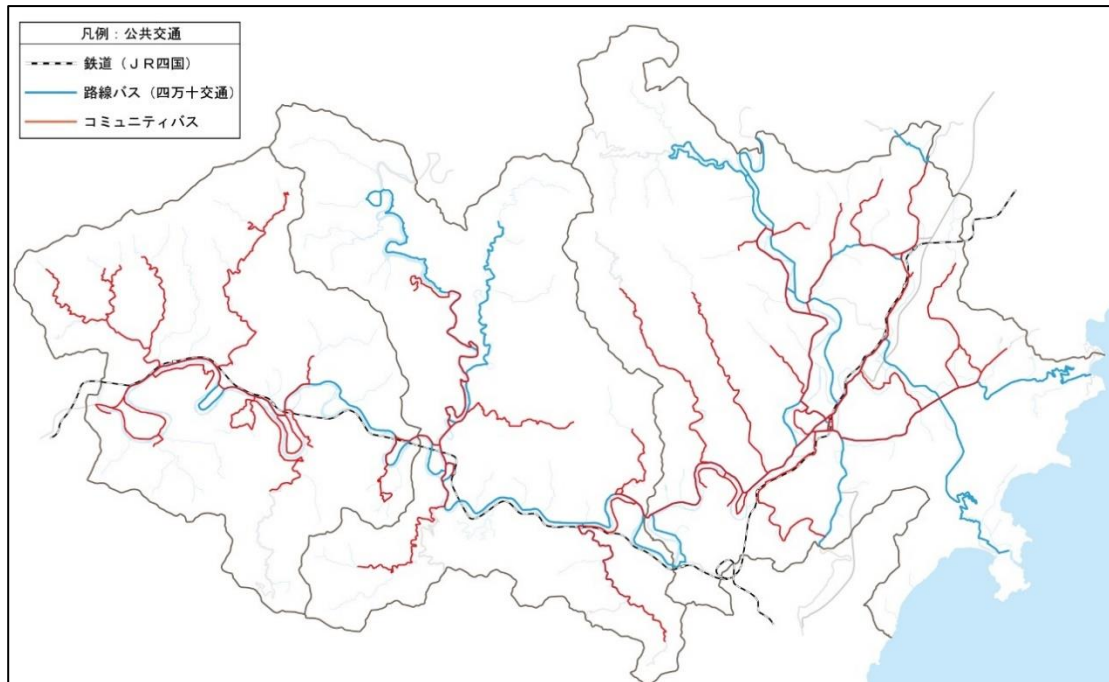 凡例：公共交通
鉄道（ＪＲ四国）
路線バス（四万十交通）
コミュニティバス